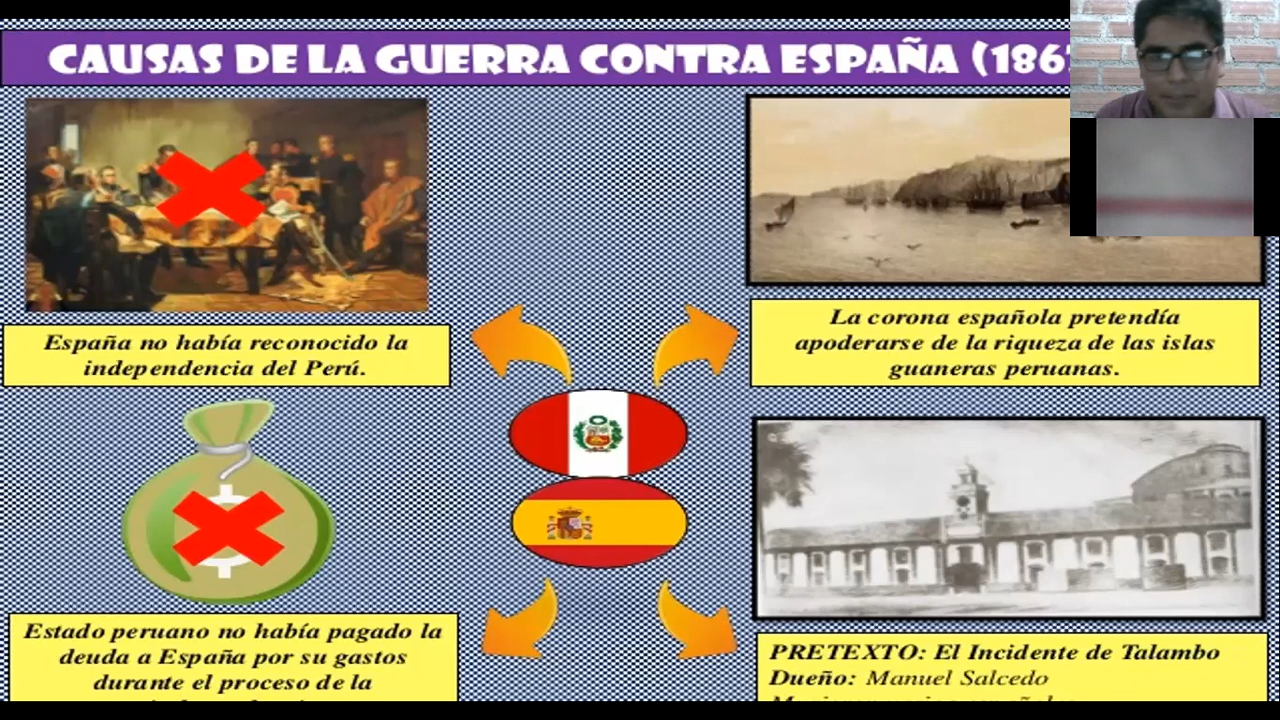 CAUSAS DE LA GUERRA CONTRA ESPAÑA (186
España no había reconocido la
independencia del Perú.
La corona española pretendía
apoderarse de la riqueza de las islas
guaneras peruanas.
Estado peruano no había pagado la
deuda a España por su gastos
durante el proceso de la
PRETEXTO: El Incidente de Talambo
Dueño: Manuel Salcedo